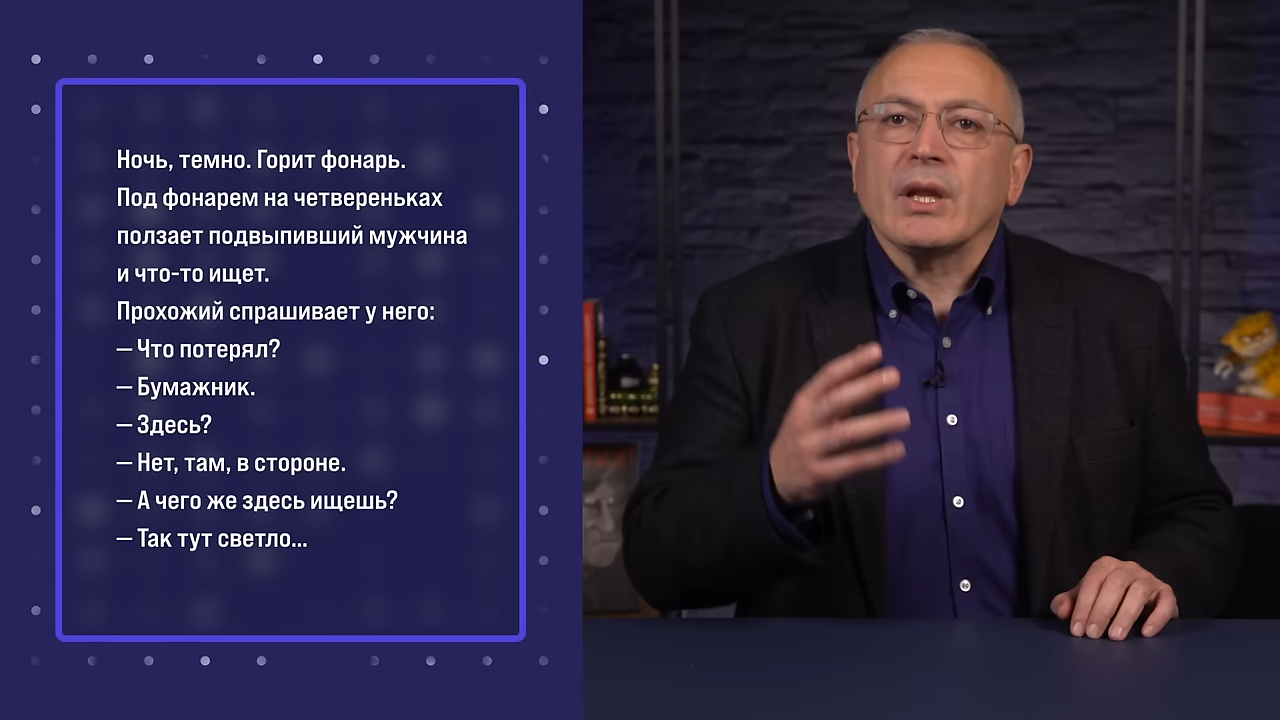 Ночь, темно. Горит фонарь.
Под фонарем на четвереньках
ползает подвыпивший мужчина
и что-то ищет.
Прохожий спрашивает у него:
– Что потерял?
– Бумажник.
– Здесь?
– Нет, там, в стороне.
– А чего же здесь ищешь?
– Так тут светло...